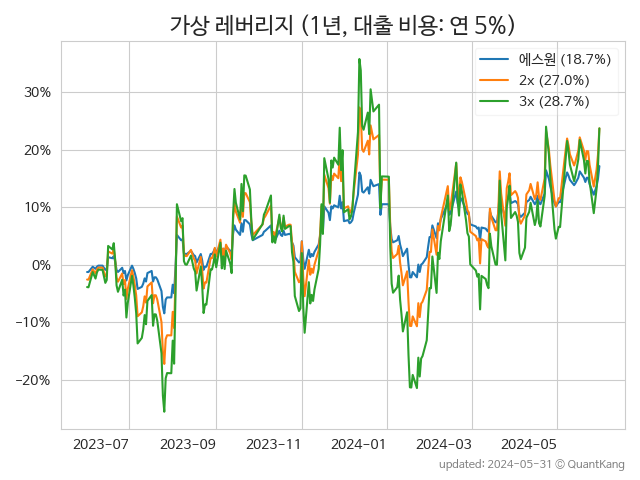 가상 레버리지 (1년, 대출 비용: 연 5%)
에스원 (18.7%)
2x (27.0%)
3x (28.7%)
30%
20%
10%
0%
−10%
−20%
2023-07 2023-09 2023-11 2024-01 2024-03 2024-05
updated: 2024-05-31 © QuantKang